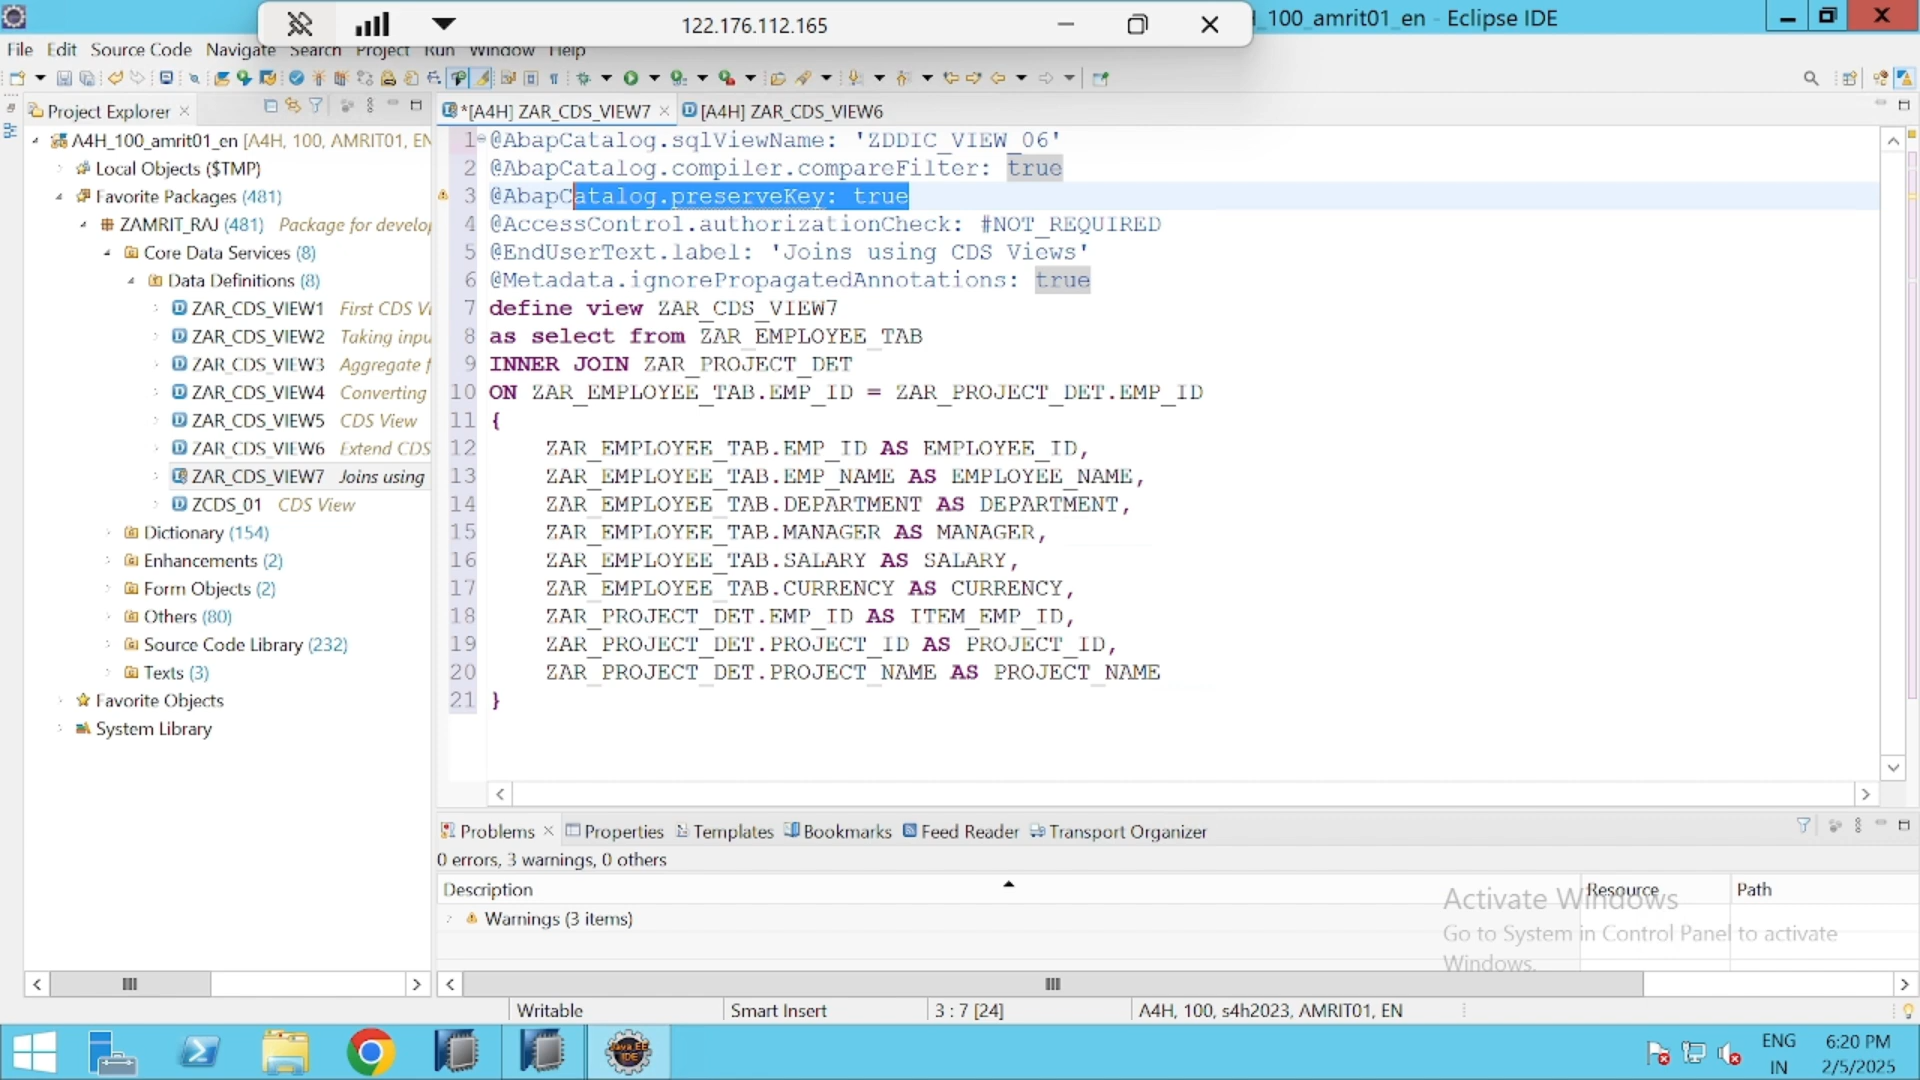 122.176.112.165
_100_amrit01_en - Eclipse IDE
File Edit Source Code Navigate Search Project Run Window Help
Project Explorer
*[A4H] ZAR_CDS_VIEW7
[A4H] ZAR_CDS_VIEW6
A4H_100_amrit01_en [A4H, 100, AMRIT01, EN
Local Objects ($TMP)
Favorite Packages (481)
ZAMRIT_RAJ (481) Package for develo
Core Data Services (8)
Data Definitions (8)
ZAR_CDS_VIEW1 First CDS Vi
ZAR_CDS_VIEW2 Taking inpu
ZAR_CDS_VIEW3 Aggregate f
ZAR_CDS_VIEW4 Converting
ZAR_CDS_VIEW5 CDS View
ZAR_CDS_VIEW6 Extend CDS
ZAR_CDS_VIEW7 Joins using
ZCDS_01 CDS View
Dictionary (154)
Enhancements (2)
Form Objects (2)
Others (80)
Source Code Library (232)
Texts (3)
Favorite Objects
System Library
1 @AbapCatalog.sqlViewName: 'ZDDIC_VIEW_06'
2 @AbapCatalog.compiler.compareFilter: true
3 @AbapCatalog.preserveKey: true
4 @AccessControl.authorizationCheck: #NOT_REQUIRED
5 @EndUserText.label: 'Joins using CDS Views'
6 @Metadata.ignorePropagatedAnnotations: true
7 define view ZAR_CDS_VIEW7
8 as select from ZAR_EMPLOYEE_TAB
9 INNER JOIN ZAR_PROJECT_DET
10 ON ZAR_EMPLOYEE_TAB.EMP_ID = ZAR_PROJECT_DET.EMP_ID
11 {
12 ZAR_EMPLOYEE_TAB.EMP_ID AS EMPLOYEE_ID,
13 ZAR_EMPLOYEE_TAB.EMP_NAME AS EMPLOYEE_NAME,
14 ZAR_EMPLOYEE_TAB.DEPARTMENT AS DEPARTMENT,
15 ZAR_EMPLOYEE_TAB.MANAGER AS MANAGER,
16 ZAR_EMPLOYEE_TAB.SALARY AS SALARY,
17 ZAR_EMPLOYEE_TAB.CURRENCY AS CURRENCY,
18 ZAR_PROJECT_DET.EMP_ID AS ITEM_EMP_ID,
19 ZAR_PROJECT_DET.PROJECT_ID AS PROJECT_ID,
20 ZAR_PROJECT_DET.PROJECT_NAME AS PROJECT_NAME
21 }
Problems Properties Templates Bookmarks Feed Reader Transport Organizer
0 errors, 3 warnings, 0 others
Description Resource Path
Warnings (3 items)
Activate Windows
Go to System in Control Panel to activate
Windows.
Writable Smart Insert 3 : 7 [24] A4H, 100, s4h2023, AMRIT01, EN
Java EE
IDE
ENG
IN
6:20 PM
2/5/2025